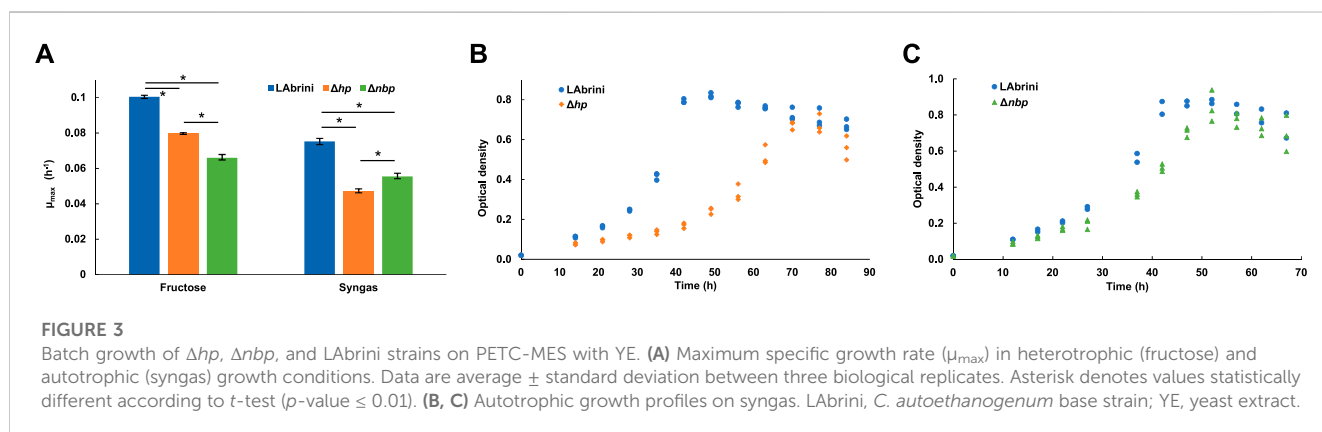 A
B
C
LAbrini Δhp Δnbp
* * * * * *
0.1
0.08
0.06
0.04
0.02
0
μmax (h⁻¹)
Fructose Syngas
LAbrini
Δhp
0.8
0.6
0.4
0.2
0.0
Optical density
0 10 20 30 40 50 60 70 80 90
Time (h)
LAbrini
Δnbp
1.0
0.8
0.6
0.4
0.2
0.0
Optical density
0 10 20 30 40 50 60 70
Time (h)
FIGURE 3
Batch growth of Δhp, Δnbp, and LAbrini strains on PETC-MES with YE. (A) Maximum specific growth rate (μmax) in heterotrophic (fructose) and
autotrophic (syngas) growth conditions. Data are average ± standard deviation between three biological replicates. Asterisk denotes values statistically
different according to t-test (p-value ≤ 0.01). (B, C) Autotrophic growth profiles on syngas. LAbrini, C. autoethanogenum base strain; YE, yeast extract.